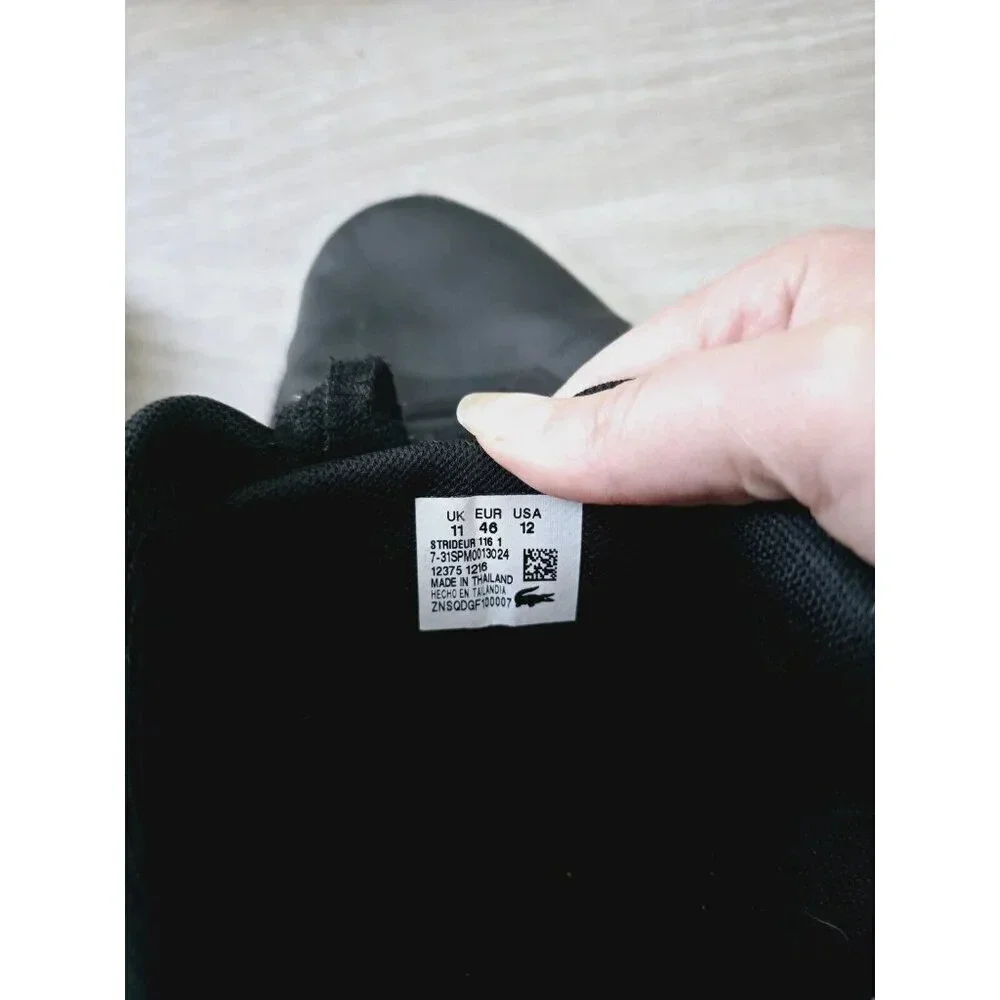 UK EUR USA
11 46 12
STRIDEUR 116 1
7-31SPM0013024
12375 1216
MADE IN THAILAND
HECHO EN TAILANDIA
ZNSQDGF100007